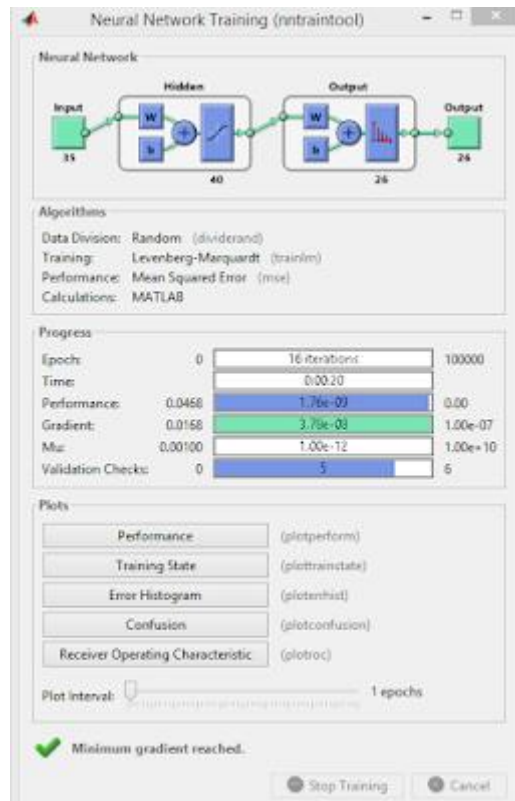 Neural Network Training (nntraintool)
Neural Network
Hidden Output
Input Output
W W
b b
35 40 26 26
Algorithms
Data Division: Random (dividerand)
Training: Levenberg-Marquardt (trainlm)
Performance: Mean Squared Error (mse)
Calculations: MATLAB
Progress
Epoch: 0 16 iterations 100000
Time: 0:00:20
Performance: 0.0468 1.76e-09 0.00
Gradient: 0.0168 3.78e-08 1.00e-07
Mu: 0.00100 1.00e-12 1.00e+10
Validation Checks: 0 5 6
Plots
Performance (plotperform)
Training State (plottrainstate)
Error Histogram (ploterrhist)
Confusion (plotconfusion)
Receiver Operating Characteristic (plotroc)
Plot Interval: 1 epochs
Minimum gradient reached.
Stop Training Cancel